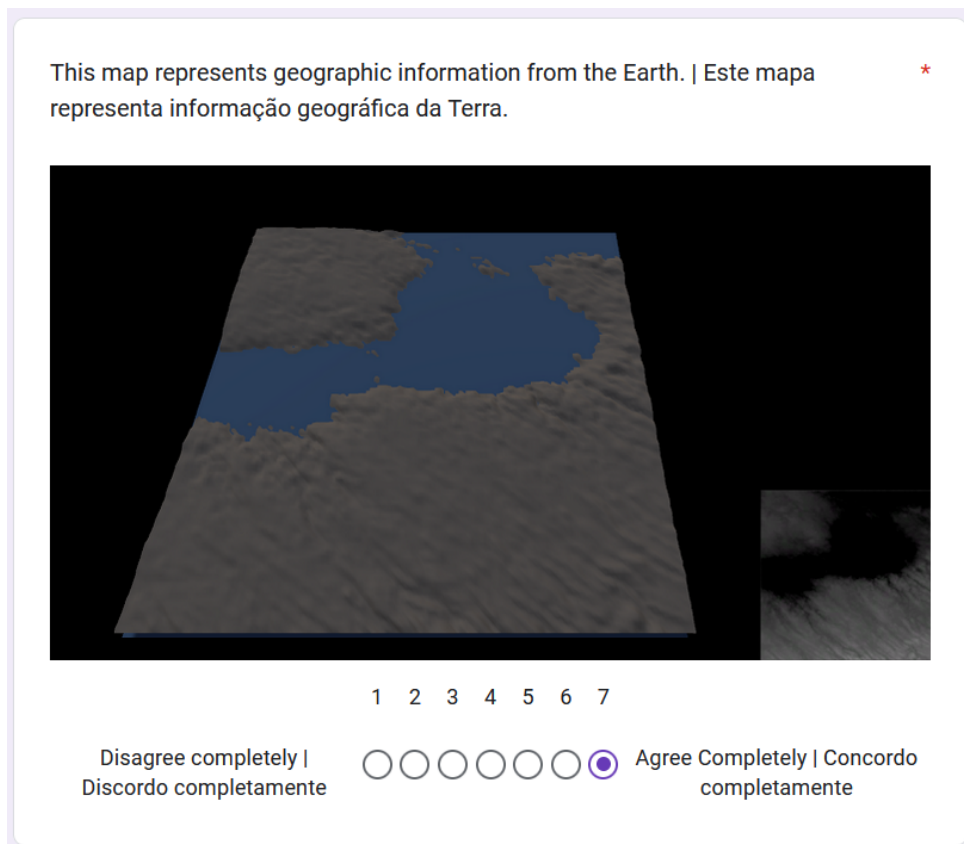 This map represents geographic information from the Earth. | Este mapa
representa informação geográfica da Terra.
*
1 2 3 4 5 6 7
Disagree completely |
Discordo completamente
Agree Completely | Concordo
completamente